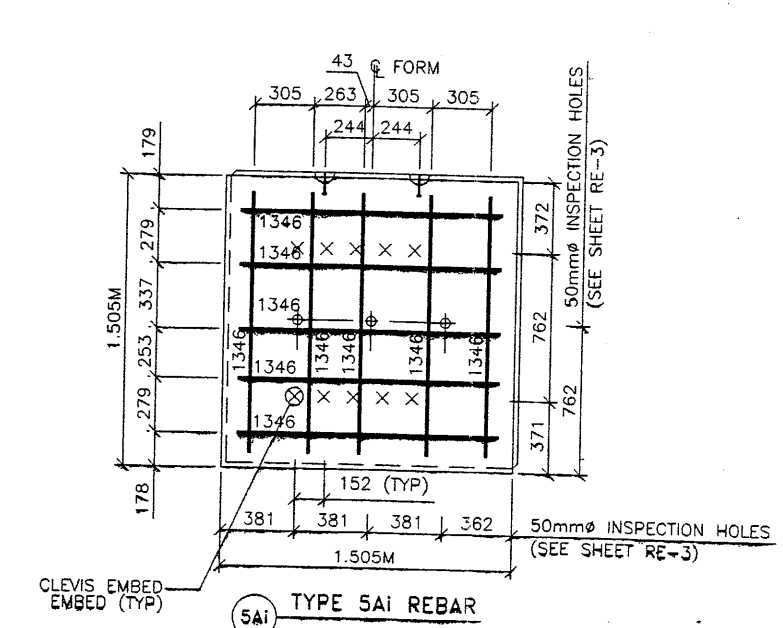 43
℄ FORM
305 263 305 305
244 244
179
279
337
253
279
178
1.505M
1346
1346
1346
1346
1346
1346
1346
1346
1346
1346
372
762
371
762
50mmø INSPECTION HOLES
(SEE SHEET RE-3)
152 (TYP)
381 381 381 362
1.505M
50mmø INSPECTION HOLES
(SEE SHEET RE-3)
CLEVIS EMBED
EMBED (TYP)
5Ai
TYPE 5Ai REBAR